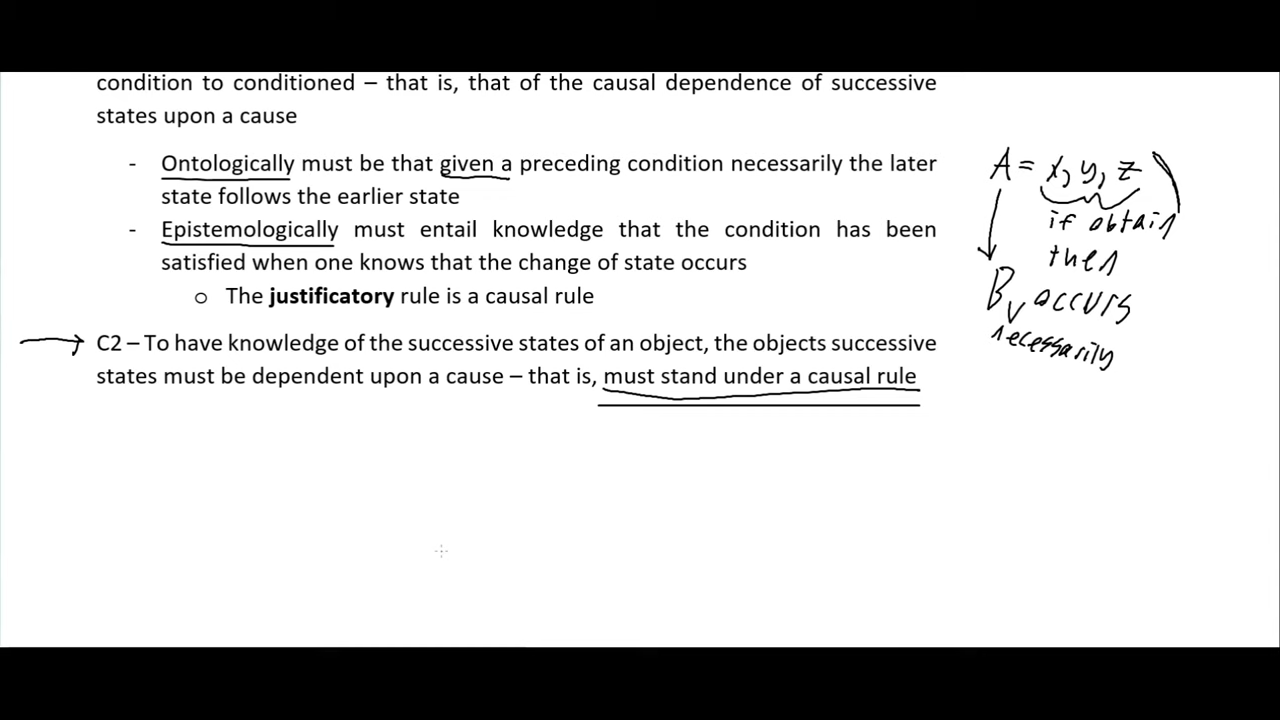 condition to conditioned – that is, that of the causal dependence of successive
states upon a cause
- Ontologically must be that given a preceding condition necessarily the later
state follows the earlier state
- Epistemologically must entail knowledge that the condition has been
satisfied when one knows that the change of state occurs
o The justificatory rule is a causal rule
C2 – To have knowledge of the successive states of an object, the objects successive
states must be dependent upon a cause – that is, must stand under a causal rule
A = x, y, z
if obtain
then
B occurs
necessarily